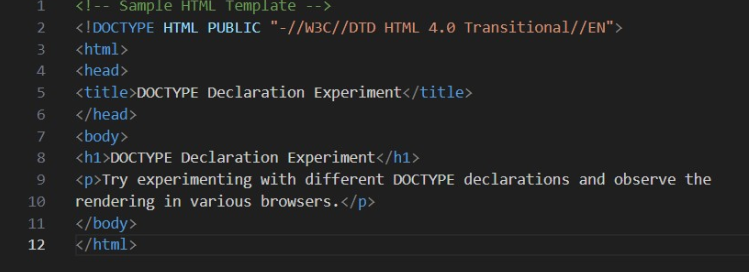 1 <!-- Sample HTML Template -->
2 <!DOCTYPE HTML PUBLIC "-//W3C//DTD HTML 4.0 Transitional//EN">
3 <html>
4 <head>
5 <title>DOCTYPE Declaration Experiment</title>
6 </head>
7 <body>
8 <h1>DOCTYPE Declaration Experiment</h1>
9 <p>Try experimenting with different DOCTYPE declarations and observe the
10 rendering in various browsers.</p>
11 </body>
12 </html>